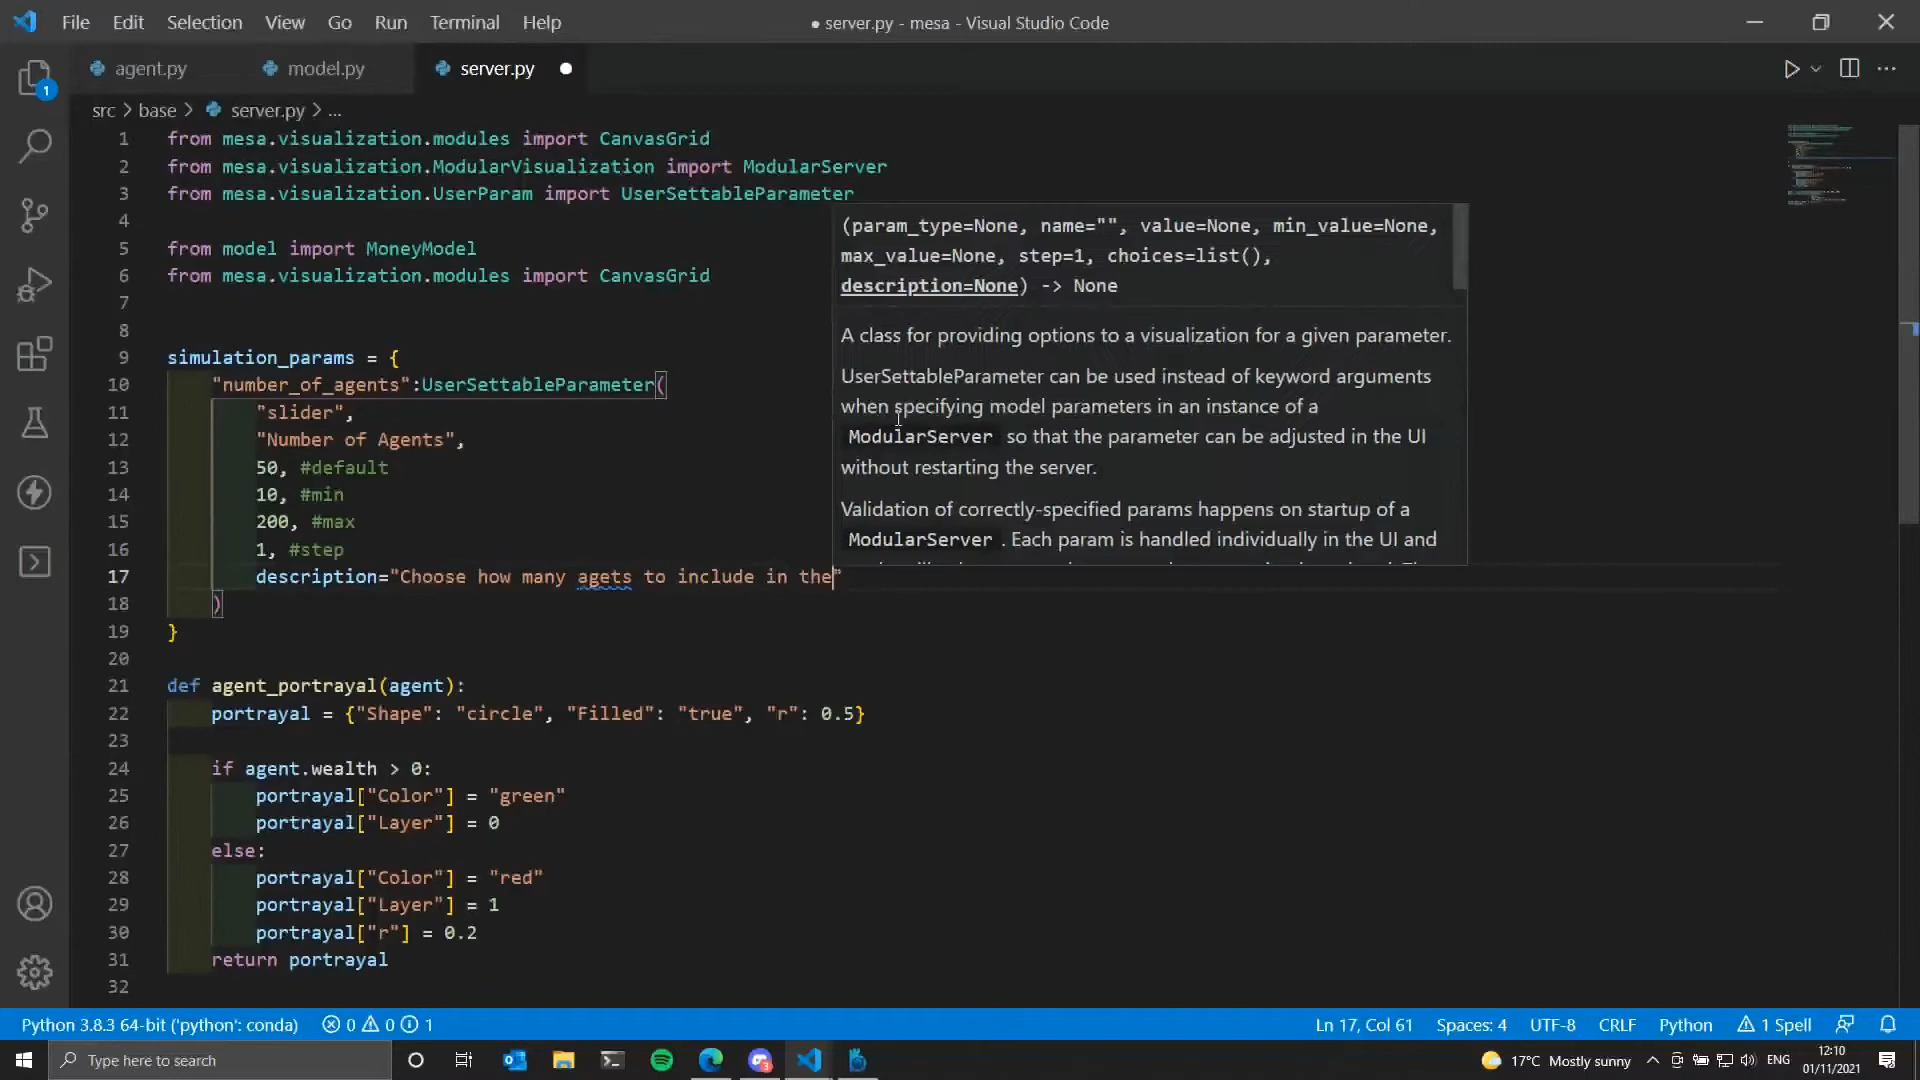 File Edit Selection View Go Run Terminal Help
● server.py - mesa - Visual Studio Code
agent.py model.py server.py
src > base > server.py > ...
1 from mesa.visualization.modules import CanvasGrid
2 from mesa.visualization.ModularVisualization import ModularServer
3 from mesa.visualization.UserParam import UserSettableParameter
4
5 from model import MoneyModel
6 from mesa.visualization.modules import CanvasGrid
7
8
9 simulation_params = {
10 "number_of_agents":UserSettableParameter(
11 "slider",
12 "Number of Agents",
13 50, #default
14 10, #min
15 200, #max
16 1, #step
17 description="Choose how many agets to include in the"
18 )
19 }
20
21 def agent_portrayal(agent):
22 portrayal = {"Shape": "circle", "Filled": "true", "r": 0.5}
23
24 if agent.wealth > 0:
25 portrayal["Color"] = "green"
26 portrayal["Layer"] = 0
27 else:
28 portrayal["Color"] = "red"
29 portrayal["Layer"] = 1
30 portrayal["r"] = 0.2
31 return portrayal
32
(param_type=None, name="", value=None, min_value=None,
max_value=None, step=1, choices=list(),
description=None) -> None
A class for providing options to a visualization for a given parameter.
UserSettableParameter can be used instead of keyword arguments
when specifying model parameters in an instance of a
ModularServer so that the parameter can be adjusted in the UI
without restarting the server.
Validation of correctly-specified params happens on startup of a
ModularServer . Each param is handled individually in the UI and
1
Python 3.8.3 64-bit ('python': conda) 0 0 1
Ln 17, Col 61 Spaces: 4 UTF-8 CRLF Python 1 Spell
Type here to search
3
17°C Mostly sunny ENG
12:10
01/11/2021